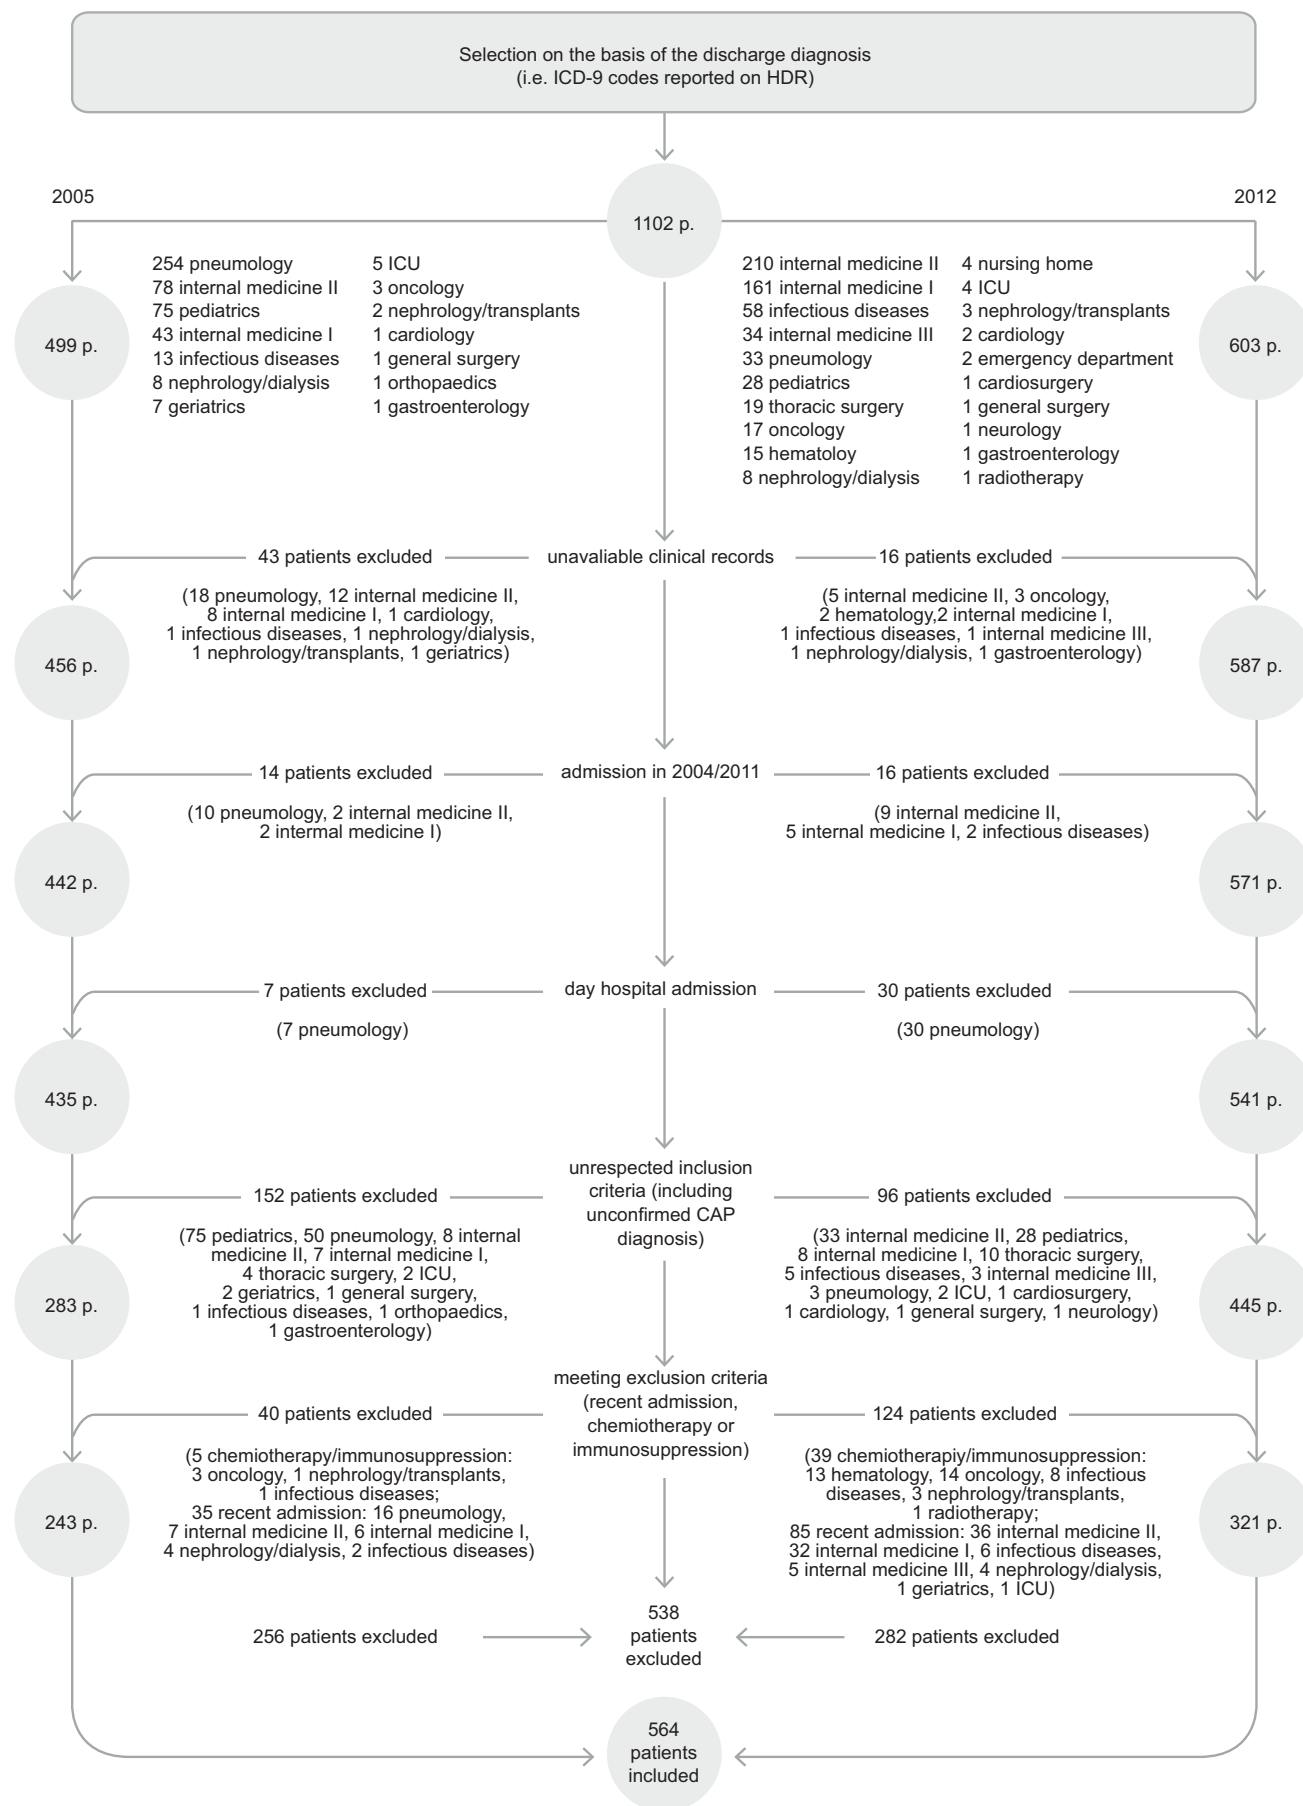 Selection on the basis of the discharge diagnosis
(i.e. ICD-9 codes reported on HDR)
2005
1102 p.
2012
499 p.
254 pneumology
78 internal medicine II
75 pediatrics
43 internal medicine I
13 infectious diseases
8 nephrology/dialysis
7 geriatrics
5 ICU
3 oncology
2 nephrology/transplants
1 cardiology
1 general surgery
1 orthopaedics
1 gastroenterology
210 internal medicine II
161 internal medicine I
58 infectious diseases
34 internal medicine III
33 pneumology
28 pediatrics
19 thoracic surgery
17 oncology
15 hematoloy
8 nephrology/dialysis
4 nursing home
4 ICU
3 nephrology/transplants
2 cardiology
2 emergency department
1 cardiosurgery
1 general surgery
1 neurology
1 gastroenterology
1 radiotherapy
603 p.
43 patients excluded
unavaliable clinical records
16 patients excluded
(18 pneumology, 12 internal medicine II,
8 internal medicine I, 1 cardiology,
1 infectious diseases, 1 nephrology/dialysis,
1 nephrology/transplants, 1 geriatrics)
(5 internal medicine II, 3 oncology,
2 hematology,2 internal medicine I,
1 infectious diseases, 1 internal medicine III,
1 nephrology/dialysis, 1 gastroenterology)
456 p.
587 p.
14 patients excluded
admission in 2004/2011
16 patients excluded
(10 pneumology, 2 internal medicine II,
2 intermal medicine I)
(9 internal medicine II,
5 internal medicine I, 2 infectious diseases)
442 p.
571 p.
7 patients excluded
day hospital admission
30 patients excluded
(7 pneumology)
(30 pneumology)
435 p.
541 p.
152 patients excluded
unrespected inclusion
criteria (including
unconfirmed CAP
diagnosis)
96 patients excluded
(75 pediatrics, 50 pneumology, 8 internal
medicine II, 7 internal medicine I,
4 thoracic surgery, 2 ICU,
2 geriatrics, 1 general surgery,
1 infectious diseases, 1 orthopaedics,
1 gastroenterology)
(33 internal medicine II, 28 pediatrics,
8 internal medicine I, 10 thoracic surgery,
5 infectious diseases, 3 internal medicine III,
3 pneumology, 2 ICU, 1 cardiosurgery,
1 cardiology, 1 general surgery, 1 neurology)
283 p.
445 p.
40 patients excluded
meeting exclusion criteria
(recent admission,
chemiotherapy or
immunosuppression)
124 patients excluded
(5 chemiotherapy/immunosuppression:
3 oncology, 1 nephrology/transplants,
1 infectious diseases;
35 recent admission: 16 pneumology,
7 internal medicine II, 6 internal medicine I,
4 nephrology/dialysis, 2 infectious diseases)
(39 chemiotherapiy/immunosuppression:
13 hematology, 14 oncology, 8 infectious
diseases, 3 nephrology/transplants,
1 radiotherapy;
85 recent admission: 36 internal medicine II,
32 internal medicine I, 6 infectious diseases,
5 internal medicine III, 4 nephrology/dialysis,
1 geriatrics, 1 ICU)
243 p.
321 p.
256 patients excluded
538
patients
excluded
282 patients excluded
564
patients
included